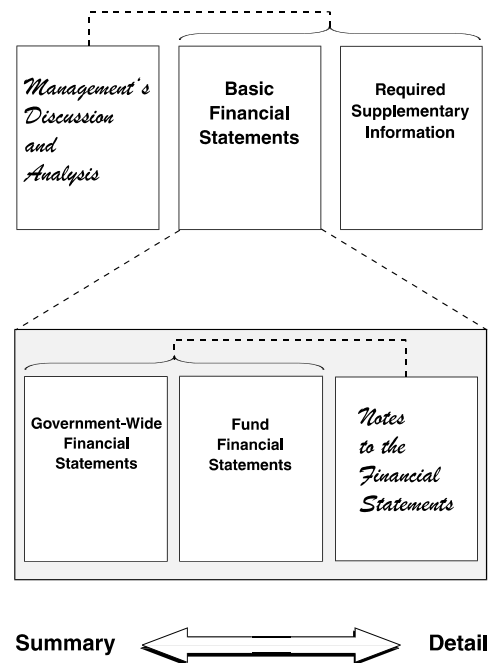 Management's
Discussion
and
Analysis
Basic
Financial
Statements
Required
Supplementary
Information
Government-Wide
Financial
Statements
Fund
Financial
Statements
Notes
to the
Financial
Statements
Summary
Detail